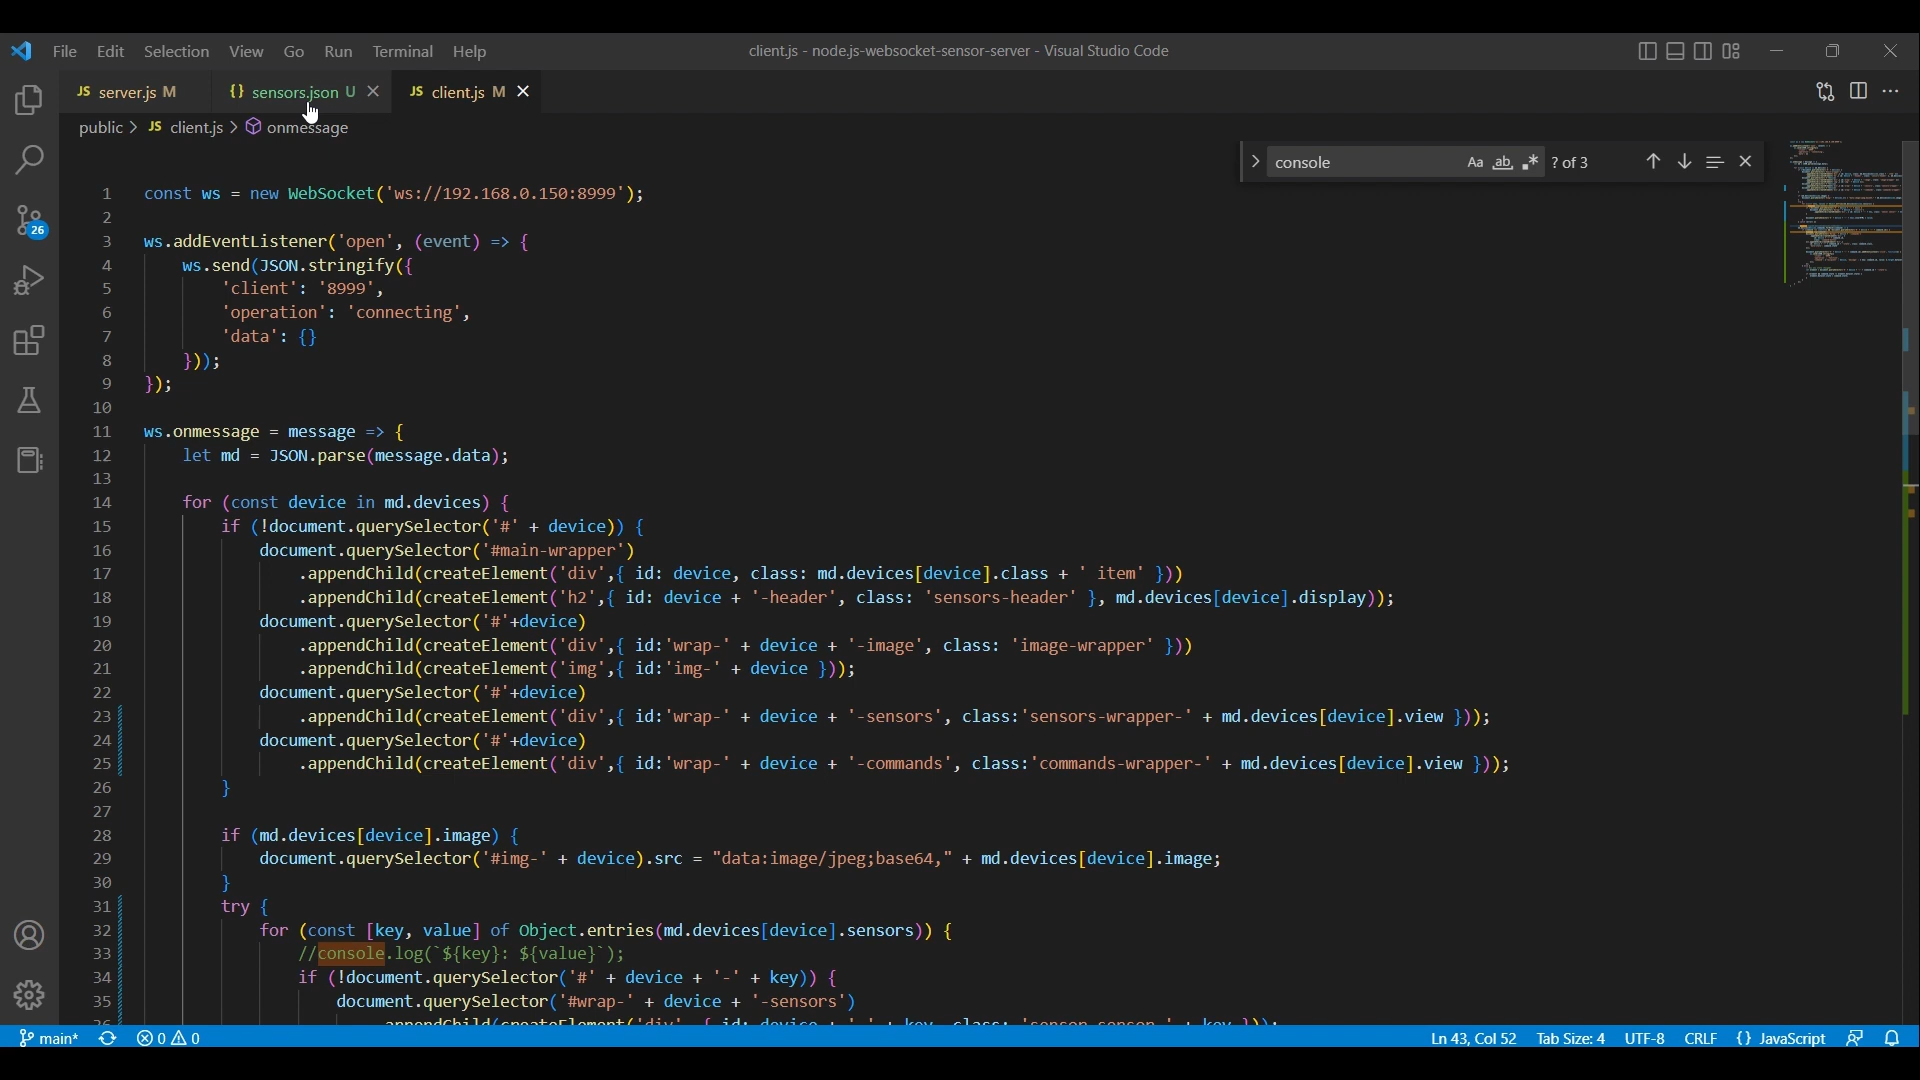 File Edit Selection View Go Run Terminal Help client.js - node.js-websocket-sensor-server - Visual Studio Code
JS server.js M {} sensors.json U JS client.js M
public > JS client.js > onmessage
console Aa ab ? of 3
1 const ws = new WebSocket('ws://192.168.0.150:8999');
2
3 ws.addEventListener('open', (event) => {
4 ws.send(JSON.stringify({
5 'client': '8999',
6 'operation': 'connecting',
7 'data': {}
8 }));
9 });
10
11 ws.onmessage = message => {
12 let md = JSON.parse(message.data);
13
14 for (const device in md.devices) {
15 if (!document.querySelector('#' + device)) {
16 document.querySelector('#main-wrapper')
17 .appendChild(createElement('div',{ id: device, class: md.devices[device].class + ' item' }))
18 .appendChild(createElement('h2',{ id: device + '-header', class: 'sensors-header' }, md.devices[device].display));
19 document.querySelector('#'+device)
20 .appendChild(createElement('div',{ id:'wrap-' + device + '-image', class: 'image-wrapper' }))
21 .appendChild(createElement('img',{ id:'img-' + device }));
22 document.querySelector('#'+device)
23 .appendChild(createElement('div',{ id:'wrap-' + device + '-sensors', class:'sensors-wrapper-' + md.devices[device].view }));
24 document.querySelector('#'+device)
25 .appendChild(createElement('div',{ id:'wrap-' + device + '-commands', class:'commands-wrapper-' + md.devices[device].view }));
26 }
27
28 if (md.devices[device].image) {
29 document.querySelector('#img-' + device).src = "data:image/jpeg;base64," + md.devices[device].image;
30 }
31 try {
32 for (const [key, value] of Object.entries(md.devices[device].sensors)) {
33 //console.log(`${key}: ${value}`);
34 if (!document.querySelector('#' + device + '-' + key)) {
35 document.querySelector('#wrap-' + device + '-sensors')
26
main* 0 0 Ln 43, Col 52 Tab Size: 4 UTF-8 CRLF {} JavaScript